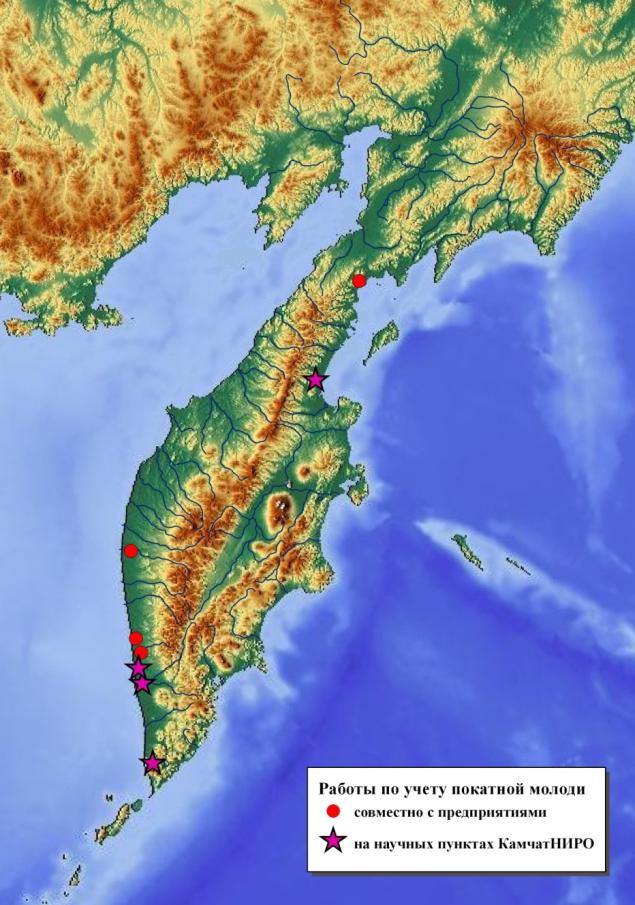 Работы по учету покатной молоди
совместно с предприятиями
на научных пунктах КамчатНИРО